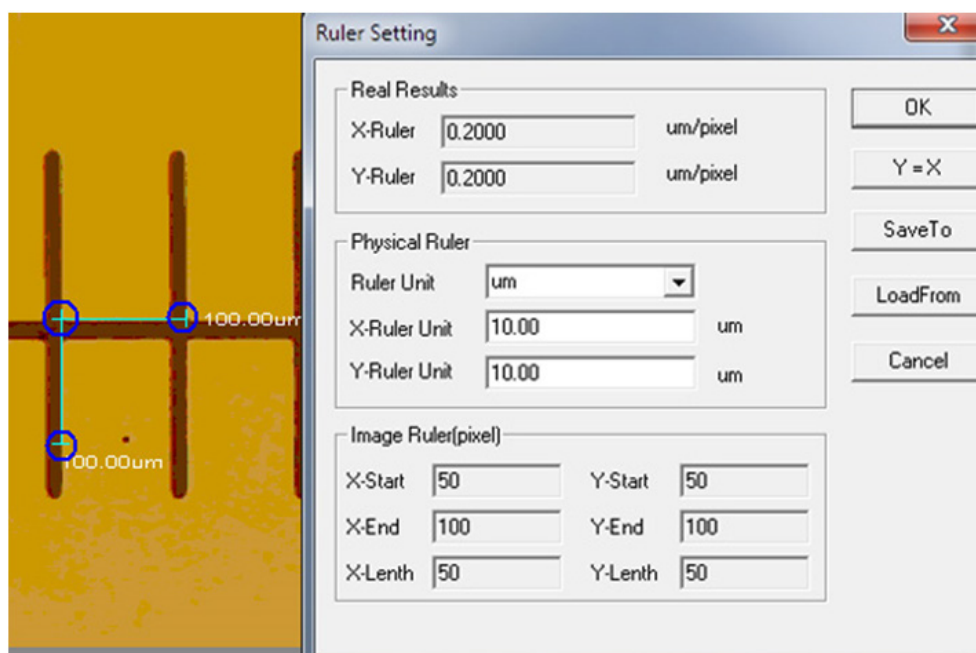 Ruler Setting
Real Results
X-Ruler 0.2000 um/pixel
Y-Ruler 0.2000 um/pixel
OK
Y = X
SaveTo
LoadFrom
Cancel
Physical Ruler
Ruler Unit um
X-Ruler Unit 10.00 um
Y-Ruler Unit 10.00 um
Image Ruler(pixel)
X-Start 50 Y-Start 50
X-End 100 Y-End 100
X-Lenth 50 Y-Lenth 50
100.00um
100.00um